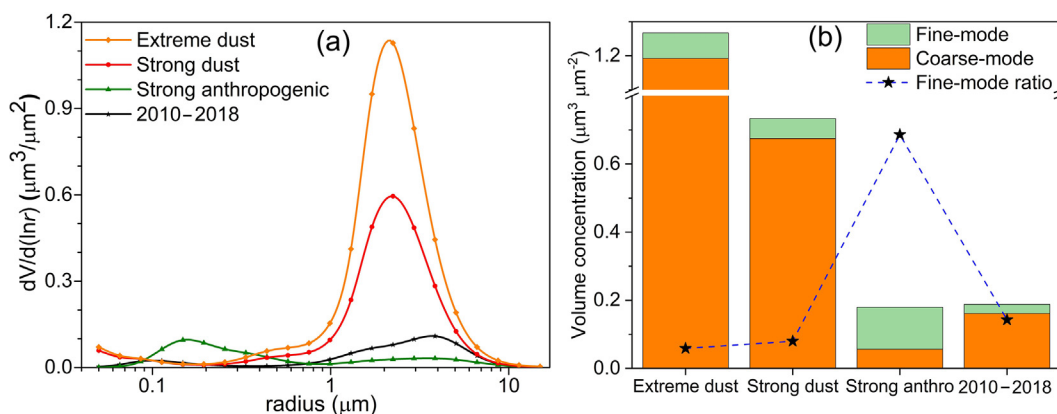 (a)
Extreme dust
Strong dust
Strong anthropogenic
2010−2018
dV/d(lnr) (μm³/μm²)
1.2
0.9
0.6
0.3
0.0
0.1 1 10
radius (μm)
(b)
Fine-mode
Coarse-mode
Fine-mode ratio
Volume concentration (μm³ μm⁻²)
1.2
0.6
0.4
0.2
0.0
Extreme dust Strong dust Strong anthro 2010−2018